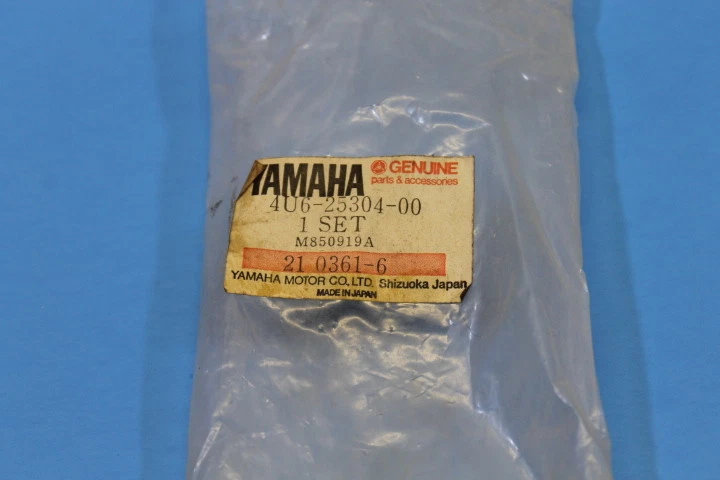 YAMAHA GENUINE
parts & accessories
4U6-25304-00
1 SET
M850919A
21 0361-6
YAMAHA MOTOR CO., LTD. Shizuoka Japan
MADE IN JAPAN